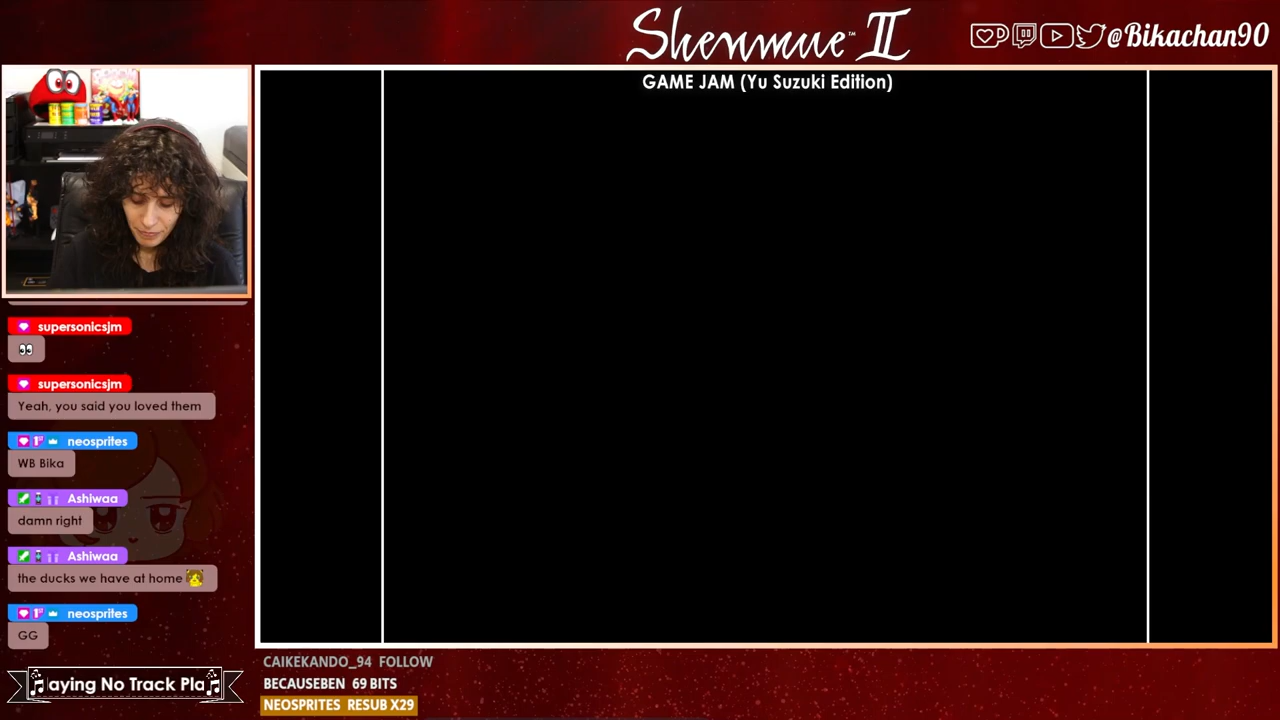 Shenmue™ II
@Bikachan90
GAME JAM (Yu Suzuki Edition)
supersonicsjm
👀
supersonicsjm
Yeah, you said you loved them
neosprites
WB Bika
Ashiwaa
damn right
Ashiwaa
the ducks we have at home
neosprites
GG
aying No Track Pla
CAIKEKANDO_94 FOLLOW
BECAUSEBEN 69 BITS
NEOSPRITES RESUB X29